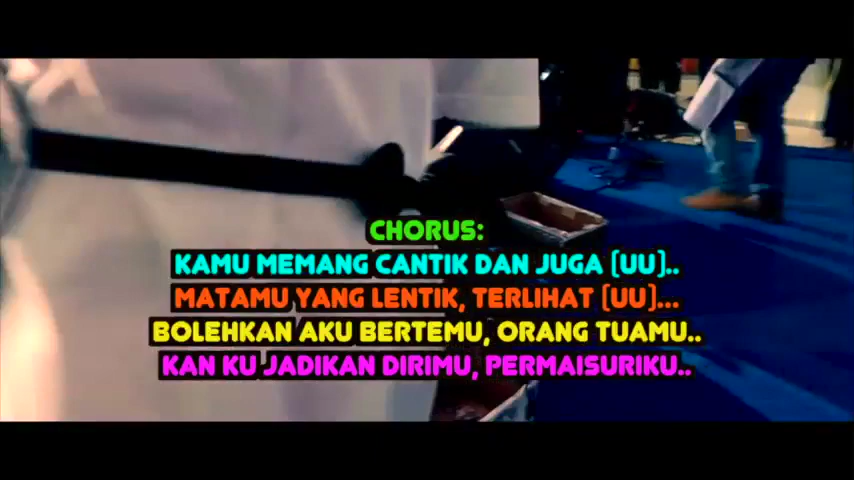 CHORUS:
KAMU MEMANG CANTIK DAN JUGA (UU)..
MATAMU YANG LENTIK, TERLIHAT (UU)...
BOLEHKAN AKU BERTEMU, ORANG TUAMU..
KAN KU JADIKAN DIRIMU, PERMAISURIKU..